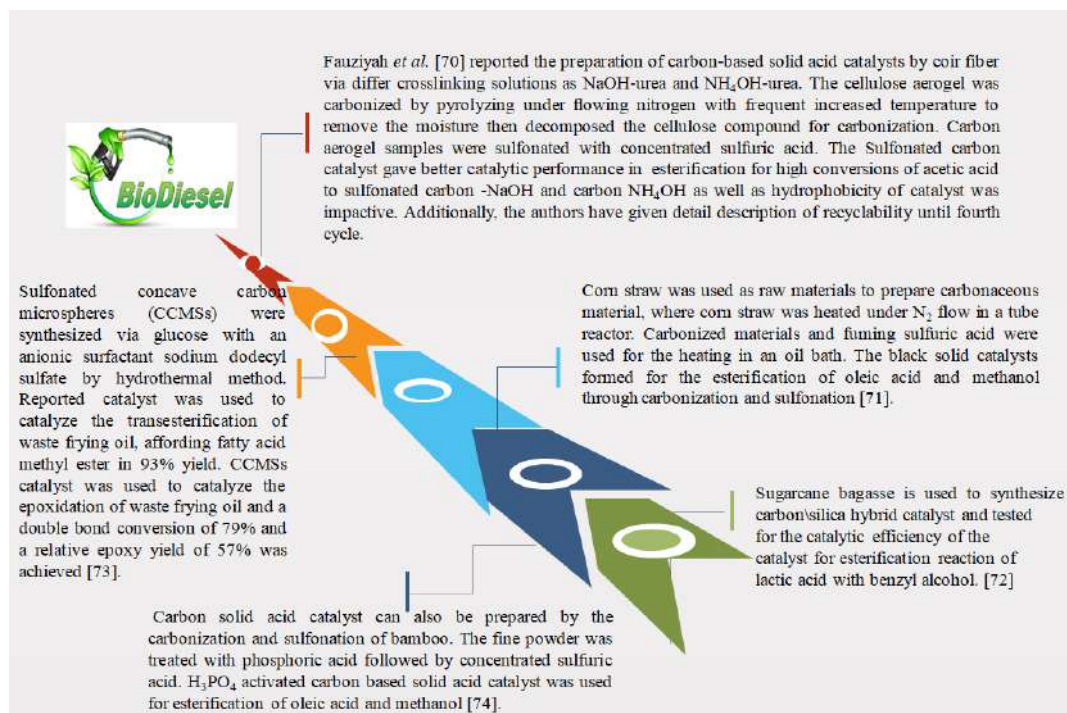 BioDiesel
Fauziyah et al. [70] reported the preparation of carbon-based solid acid catalysts by coir fiber
via differ crosslinking solutions as NaOH-urea and NH₄OH-urea. The cellulose aerogel was
carbonized by pyrolyzing under flowing nitrogen with frequent increased temperature to
remove the moisture then decomposed the cellulose compound for carbonization. Carbon
aerogel samples were sulfonated with concentrated sulfuric acid. The Sulfonated carbon
catalyst gave better catalytic performance in esterification for high conversions of acetic acid
to sulfonated carbon -NaOH and carbon NH₄OH as well as hydrophobicity of catalyst was
impactive. Additionally, the authors have given detail description of recyclability until fourth
cycle.
Sulfonated concave carbon
microspheres (CCMSs) were
synthesized via glucose with an
anionic surfactant sodium dodecyl
sulfate by hydrothermal method.
Reported catalyst was used to
catalyze the transesterification of
waste frying oil, affording fatty acid
methyl ester in 93% yield. CCMSs
catalyst was used to catalyze the
epoxidation of waste frying oil and a
double bond conversion of 79% and
a relative epoxy yield of 57% was
achieved [73].
Corn straw was used as raw materials to prepare carbonaceous
material, where corn straw was heated under N₂ flow in a tube
reactor. Carbonized materials and fuming sulfuric acid were
used for the heating in an oil bath. The black solid catalysts
formed for the esterification of oleic acid and methanol
through carbonization and sulfonation [71].
Sugarcane bagasse is used to synthesize
carbon\silica hybrid catalyst and tested
for the catalytic efficiency of the
catalyst for esterification reaction of
lactic acid with benzyl alcohol. [72]
Carbon solid acid catalyst can also be prepared by the
carbonization and sulfonation of bamboo. The fine powder was
treated with phosphoric acid followed by concentrated sulfuric
acid. H₃PO₄ activated carbon based solid acid catalyst was used
for esterification of oleic acid and methanol [74].